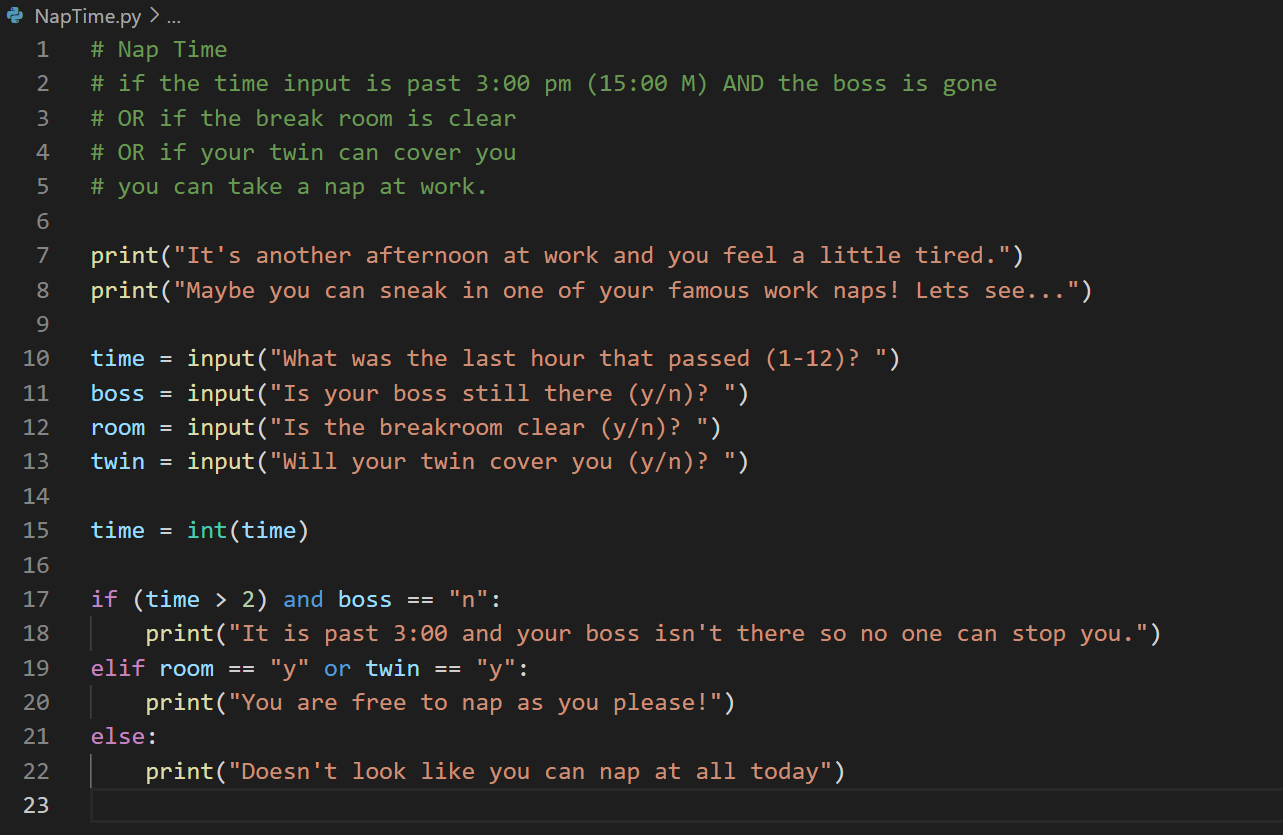 NapTime.py > ...
1 # Nap Time
2 # if the time input is past 3:00 pm (15:00 M) AND the boss is gone
3 # OR if the break room is clear
4 # OR if your twin can cover you
5 # you can take a nap at work.
6
7 print("It's another afternoon at work and you feel a little tired.")
8 print("Maybe you can sneak in one of your famous work naps! Lets see...")
9
10 time = input("What was the last hour that passed (1-12)? ")
11 boss = input("Is your boss still there (y/n)? ")
12 room = input("Is the breakroom clear (y/n)? ")
13 twin = input("Will your twin cover you (y/n)? ")
14
15 time = int(time)
16
17 if (time > 2) and boss == "n":
18     print("It is past 3:00 and your boss isn't there so no one can stop you.")
19 elif room == "y" or twin == "y":
20     print("You are free to nap as you please!")
21 else:
22     print("Doesn't look like you can nap at all today")
23